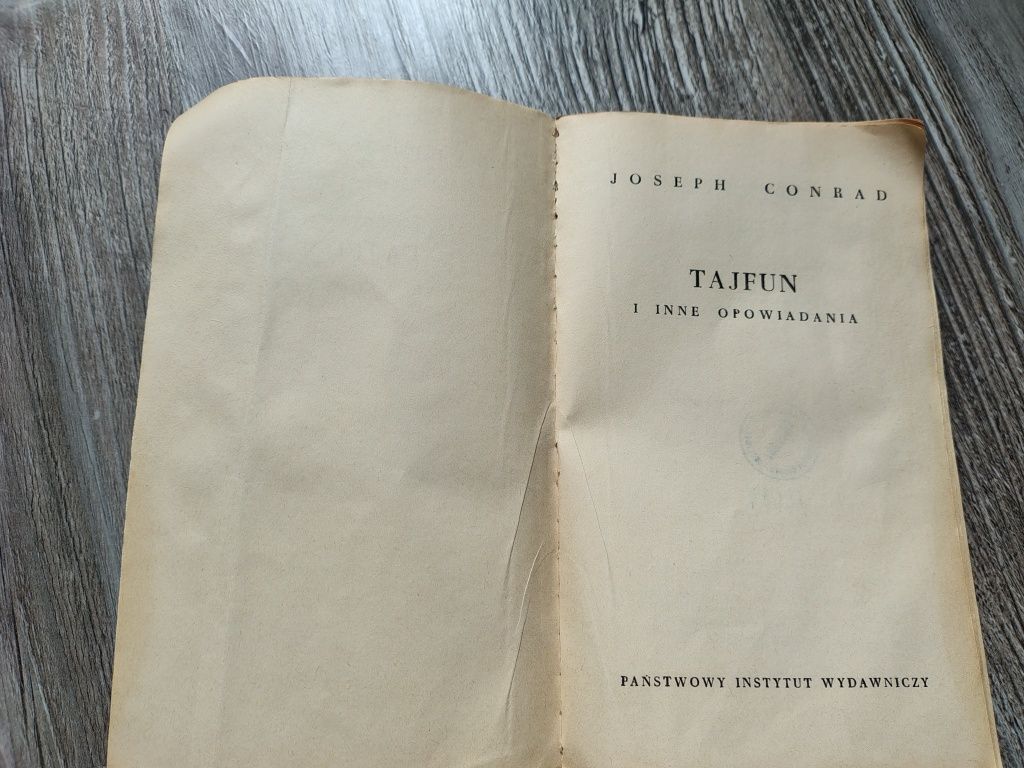 JOSEPH CONRAD
TAJFUN
I INNE OPOWIADANIA
PAŃSTWOWY INSTYTUT WYDAWNICZY